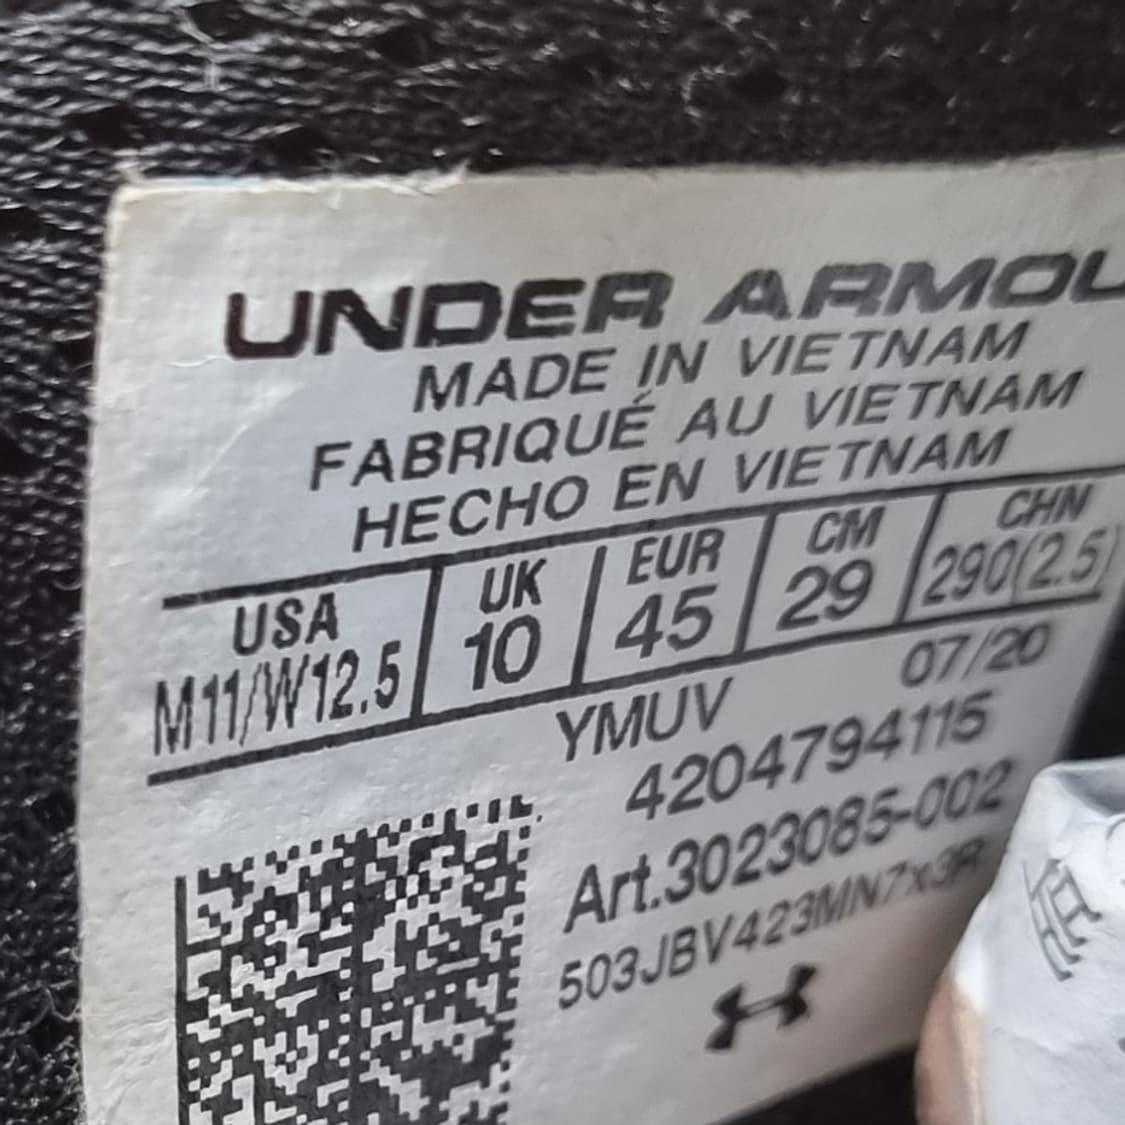 UNDER ARMOU
MADE IN VIETNAM
FABRIQUÉ AU VIETNAM
HECHO EN VIETNAM
USA UK EUR CM CHN
M11/W12.5 10 45 29 290(2.5)
YMUV 07/20
4204794115
Art.3023085-002
503JBV423MN7x3R